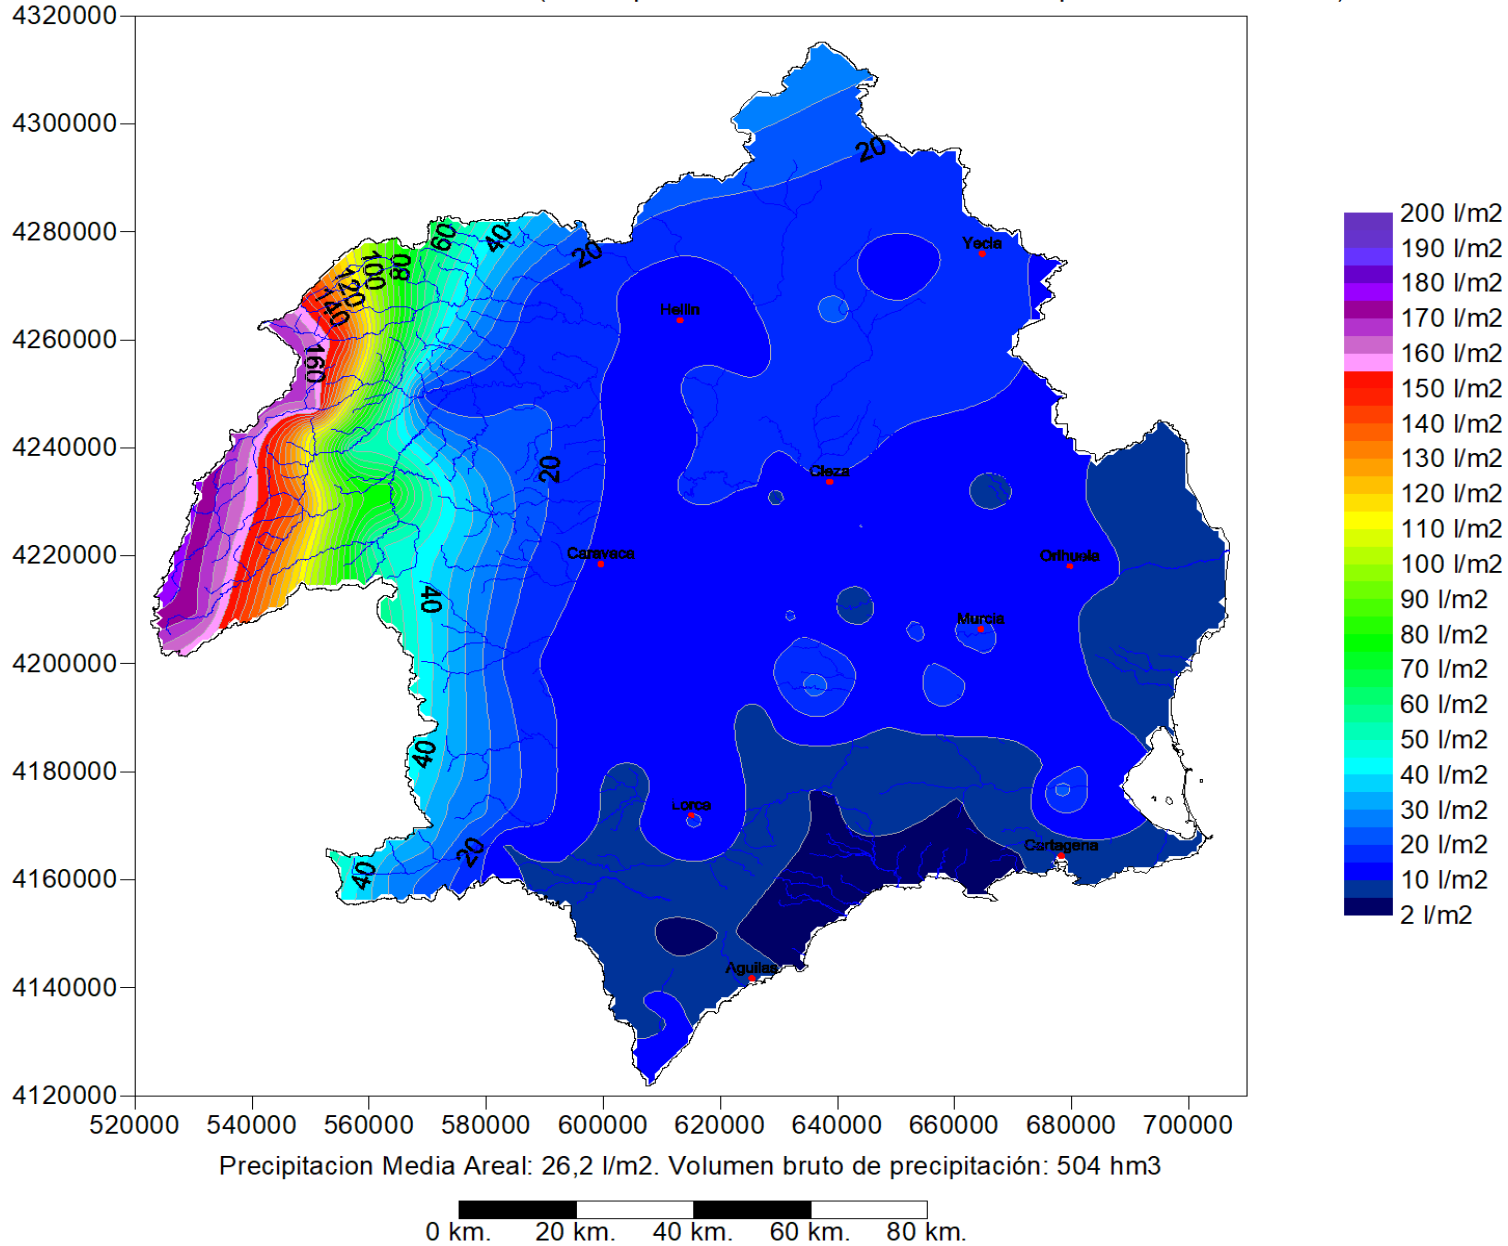 4320000
4300000
4280000
4260000
4240000
4220000
4200000
4180000
4160000
4140000
4120000
520000 540000 560000 580000 600000 620000 640000 660000 680000 700000
20
60
40
20
80
100
120
140
160
20
40
40
40
20
Yecla
Hellin
Cieza
Caravaca
Orihuela
Murcia
Lorca
Cartagena
Aguilas
200 l/m2
190 l/m2
180 l/m2
170 l/m2
160 l/m2
150 l/m2
140 l/m2
130 l/m2
120 l/m2
110 l/m2
100 l/m2
90 l/m2
80 l/m2
70 l/m2
60 l/m2
50 l/m2
40 l/m2
30 l/m2
20 l/m2
10 l/m2
2 l/m2
Precipitacion Media Areal: 26,2 l/m2. Volumen bruto de precipitación: 504 hm3
0 km. 20 km. 40 km. 60 km. 80 km.